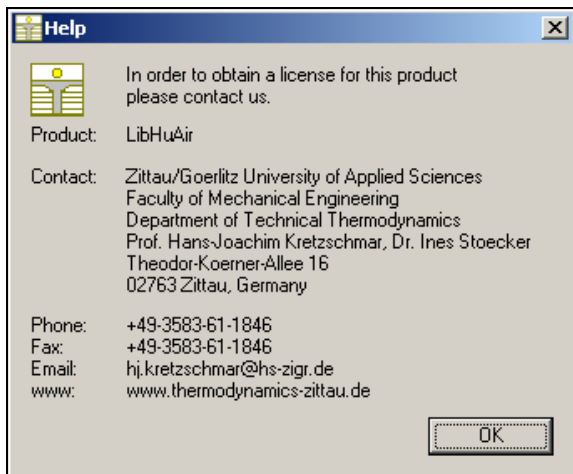 Help
In order to obtain a license for this product
please contact us.
Product: LibHuAir
Contact: Zittau/Goerlitz University of Applied Sciences
Faculty of Mechanical Engineering
Department of Technical Thermodynamics
Prof. Hans-Joachim Kretzschmar, Dr. Ines Stoecker
Theodor-Koerner-Allee 16
02763 Zittau, Germany
Phone: +49-3583-61-1846
Fax: +49-3583-61-1846
Email: hj.kretzschmar@hs-zigr.de
www: www.thermodynamics-zittau.de
OK